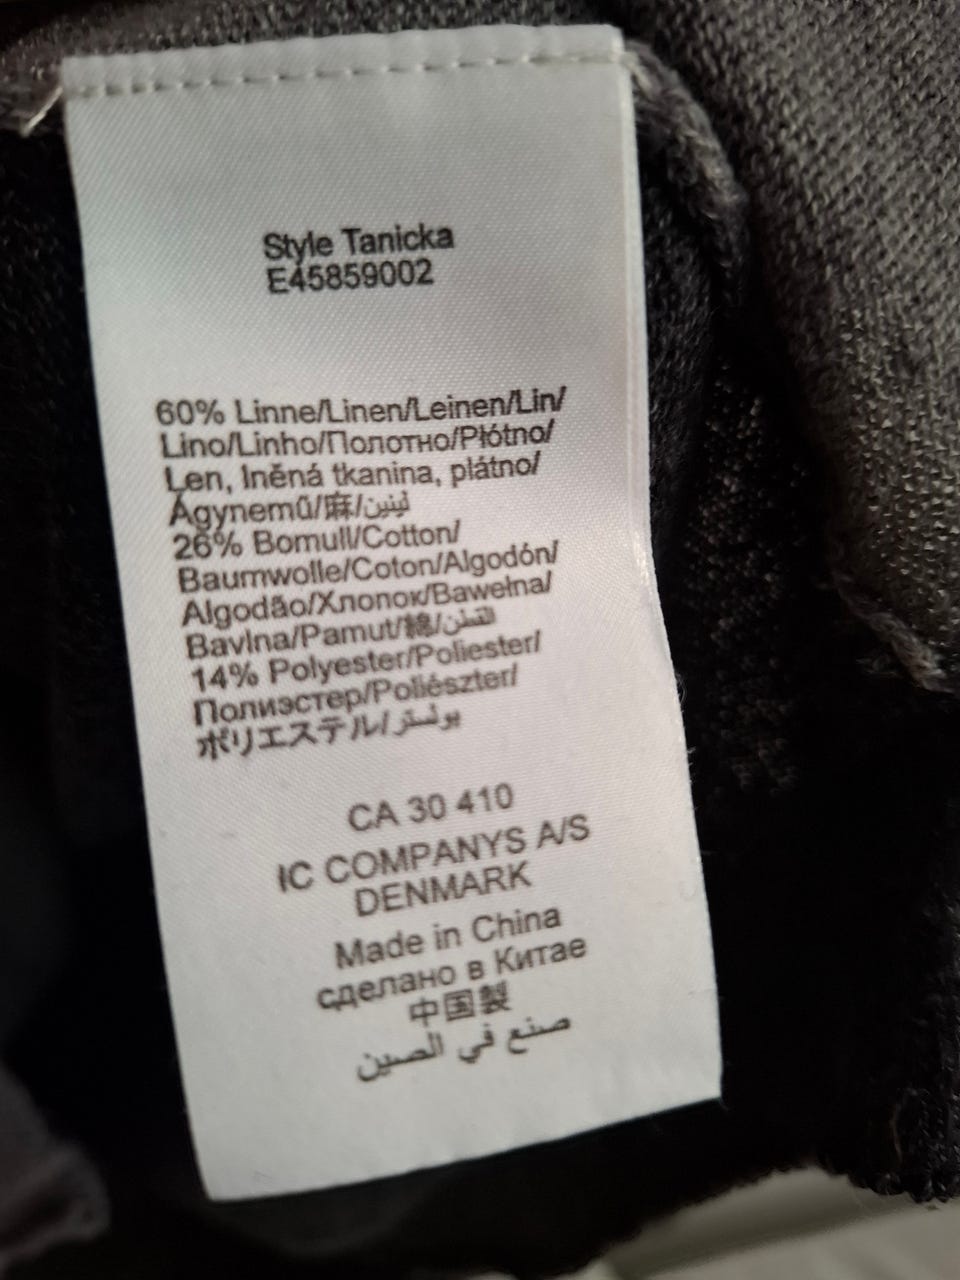 Style Tanicka
E45859002
60% Linne/Linen/Leinen/Lin/
Lino/Linho/Полотно/Płótno/
Len, lněná tkanina, plátno/
Ágynemű/麻/لينين
26% Bomull/Cotton/
Baumwolle/Coton/Algodón/
Algodão/Хлопок/Bawełna/
Bavlna/Pamut/綿/القطن
14% Polyester/Poliester/
Полиэстер/Poliészter/
ポリエステル/بولستر
CA 30 410
IC COMPANYS A/S
DENMARK
Made in China
сделано в Китае
中国製
صنع في الصين